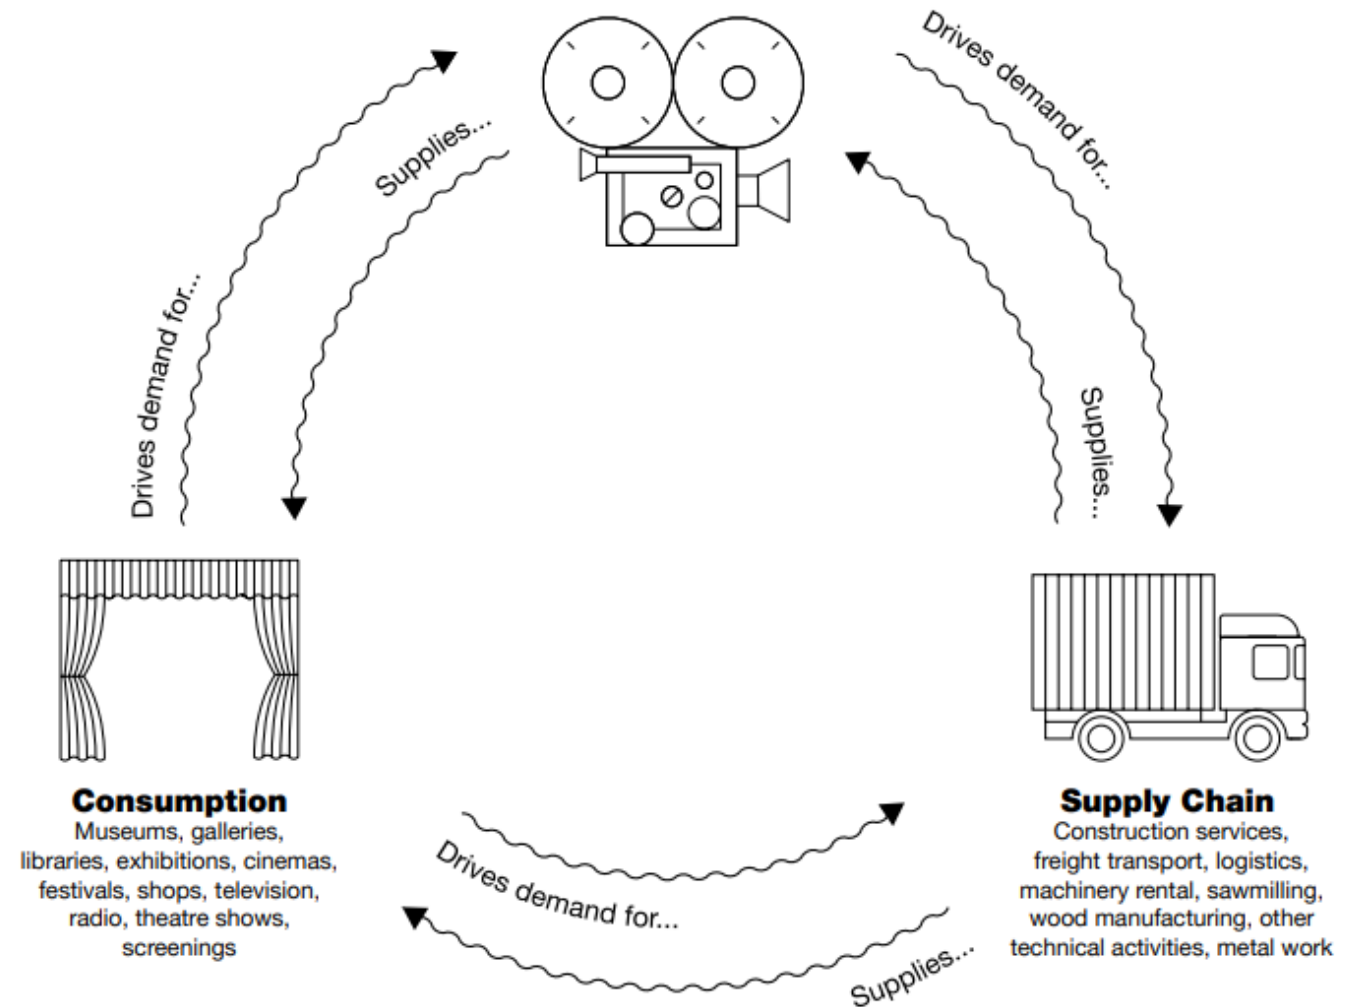 Drives demand for...
Supplies...
Drives demand for...
Supplies...
Consumption
Museums, galleries,
libraries, exhibitions, cinemas,
festivals, shops, television,
radio, theatre shows,
screenings
Supply Chain
Construction services,
freight transport, logistics,
machinery rental, sawmilling,
wood manufacturing, other
technical activities, metal work
Drives demand for...
Supplies...